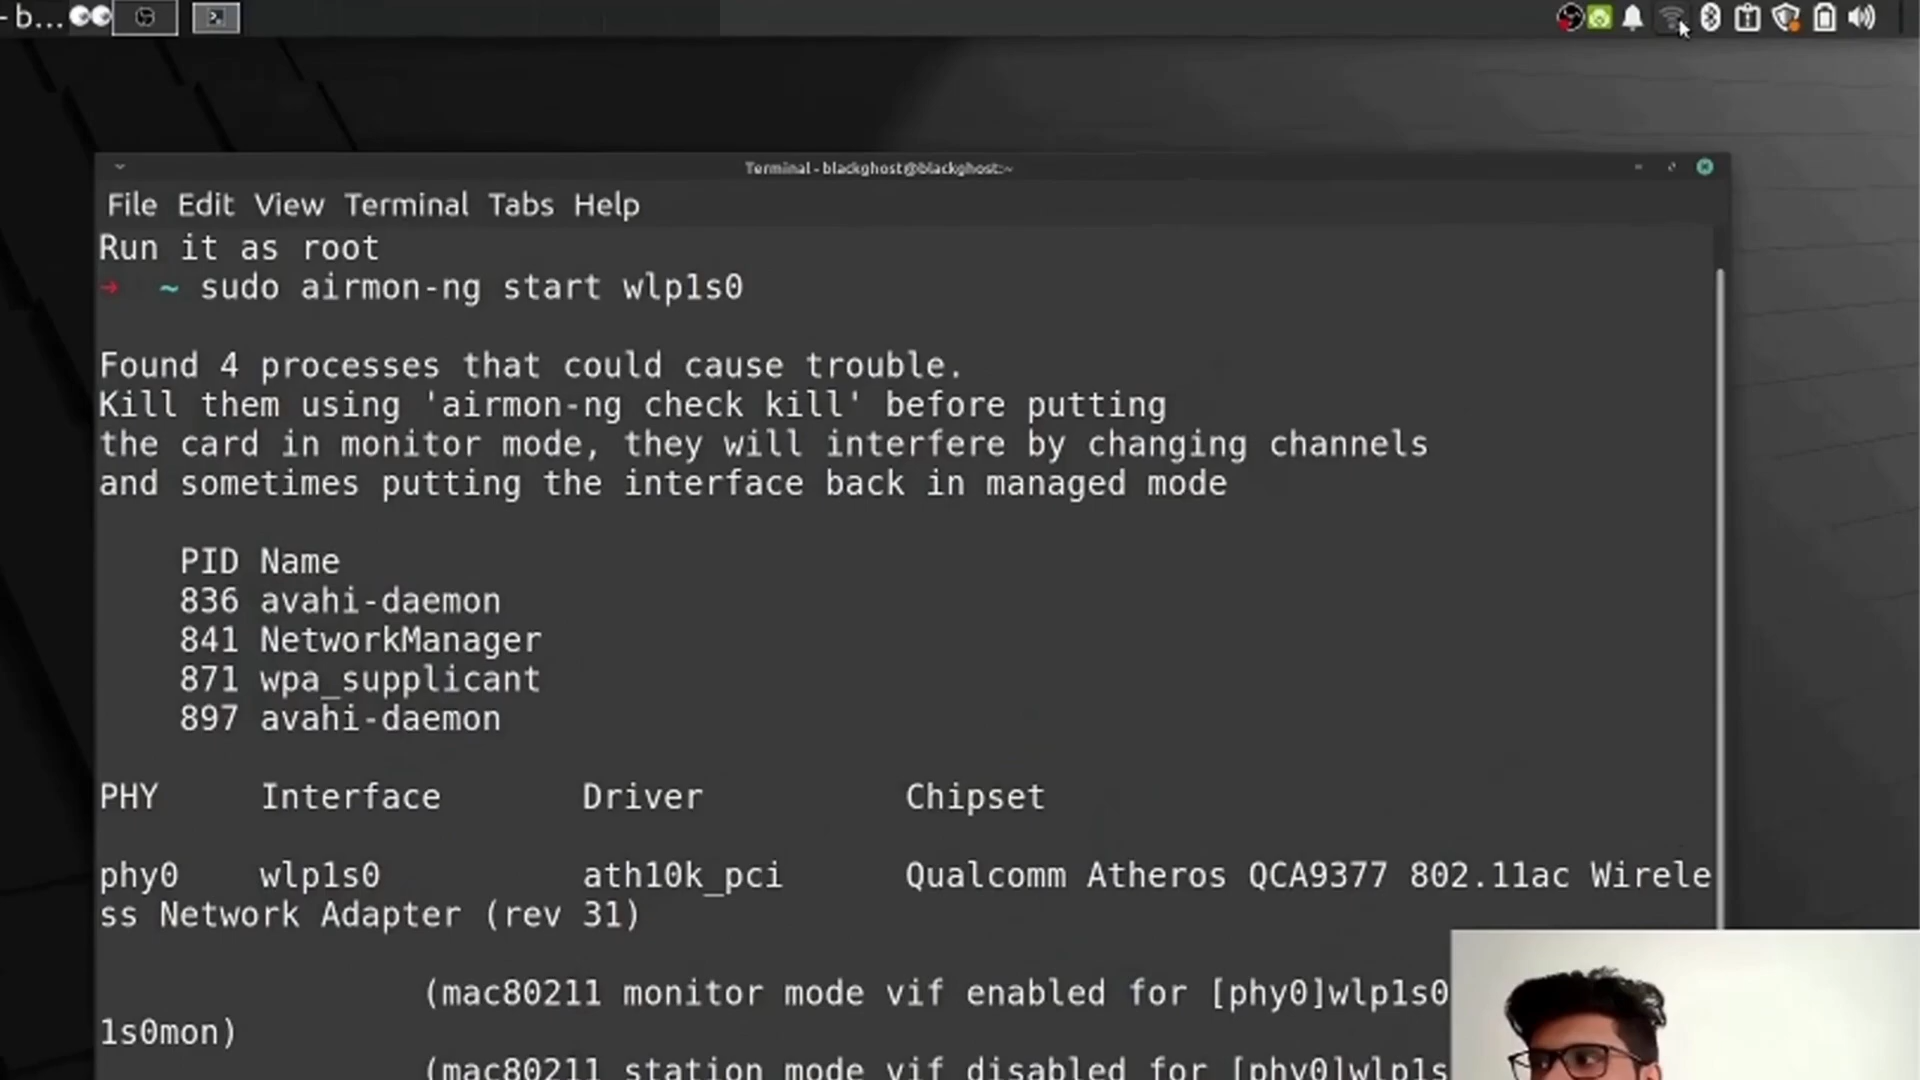 - b...
Terminal - blackghost@blackghost:~
File Edit View Terminal Tabs Help
Run it as root
→ ~ sudo airmon-ng start wlp1s0
Found 4 processes that could cause trouble.
Kill them using 'airmon-ng check kill' before putting
the card in monitor mode, they will interfere by changing channels
and sometimes putting the interface back in managed mode
PID Name
836 avahi-daemon
841 NetworkManager
871 wpa_supplicant
897 avahi-daemon
PHY Interface Driver Chipset
phy0 wlp1s0 ath10k_pci Qualcomm Atheros QCA9377 802.11ac Wirele
ss Network Adapter (rev 31)
(mac80211 monitor mode vif enabled for [phy0]wlp1s0
1s0mon)
(mac80211 station mode vif disabled for [phy0]wlp1s